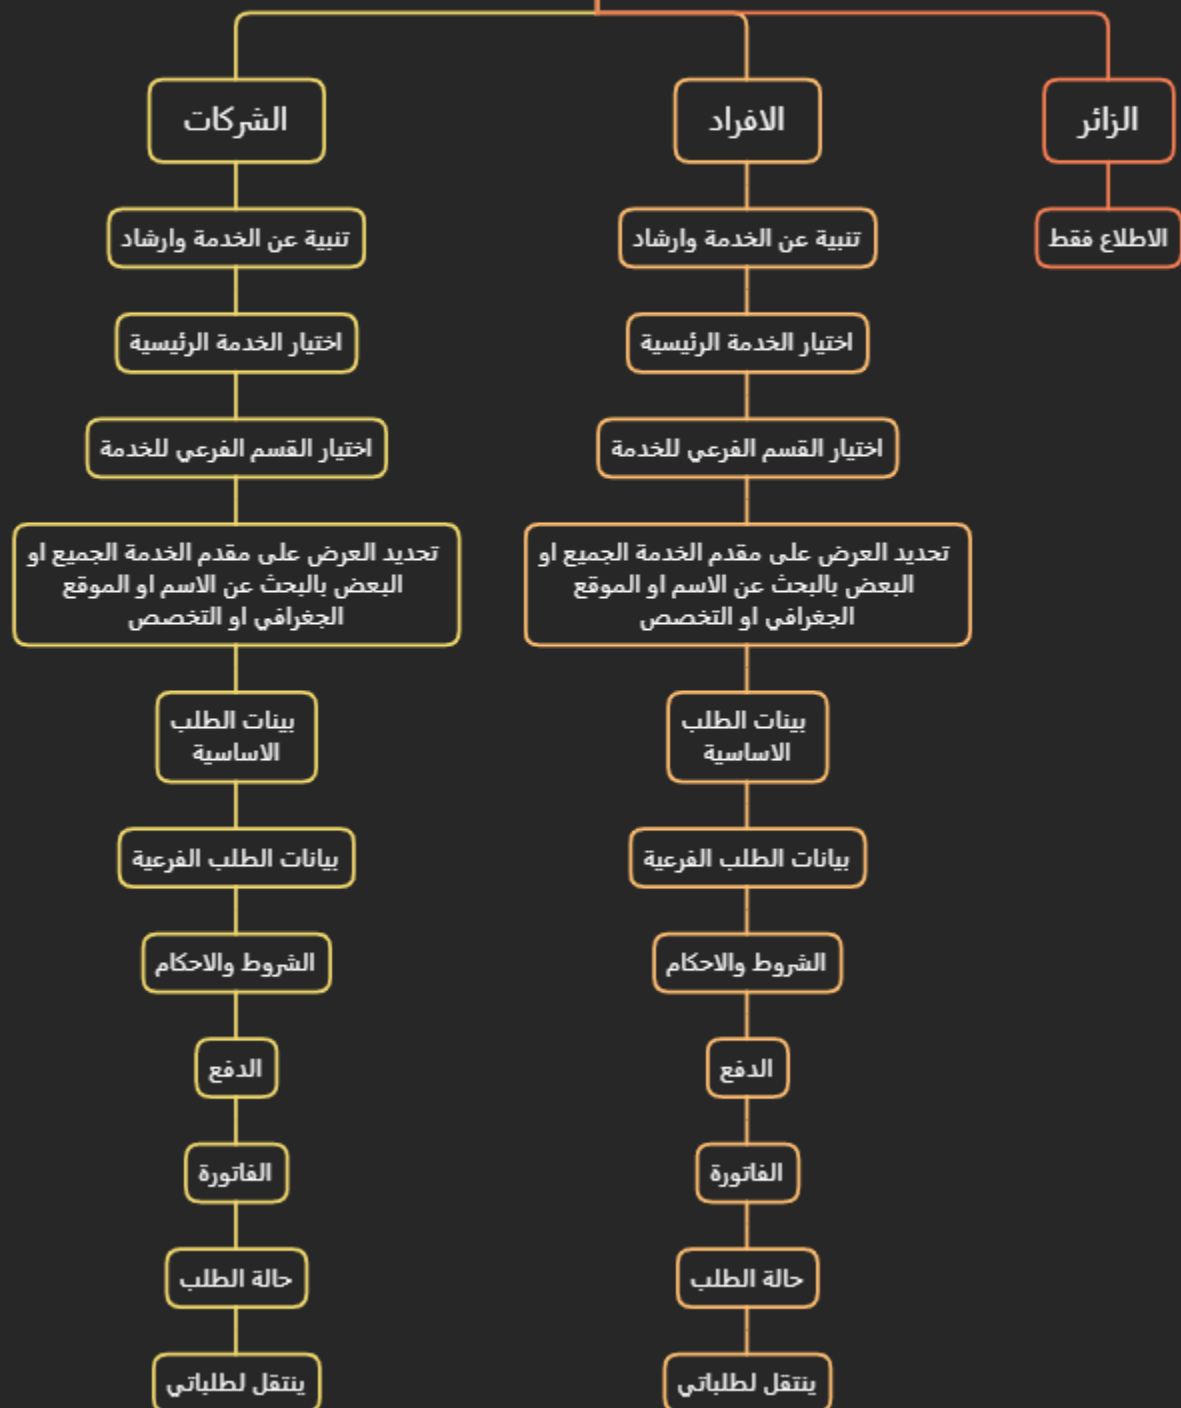 الزائر
الاطلاع فقط
الافراد
تنبية عن الخدمة وارشاد
اختيار الخدمة الرئيسية
اختيار القسم الفرعي للخدمة
تحديد العرض على مقدم الخدمة الجميع او
البعض بالبحث عن الاسم او الموقع
الجغرافي او التخصص
بينات الطلب
الاساسية
بيانات الطلب الفرعية
الشروط والاحكام
الدفع
الفاتورة
حالة الطلب
ينتقل لطلباتي
الشركات
تنبية عن الخدمة وارشاد
اختيار الخدمة الرئيسية
اختيار القسم الفرعي للخدمة
تحديد العرض على مقدم الخدمة الجميع او
البعض بالبحث عن الاسم او الموقع
الجغرافي او التخصص
بينات الطلب
الاساسية
بيانات الطلب الفرعية
الشروط والاحكام
الدفع
الفاتورة
حالة الطلب
ينتقل لطلباتي